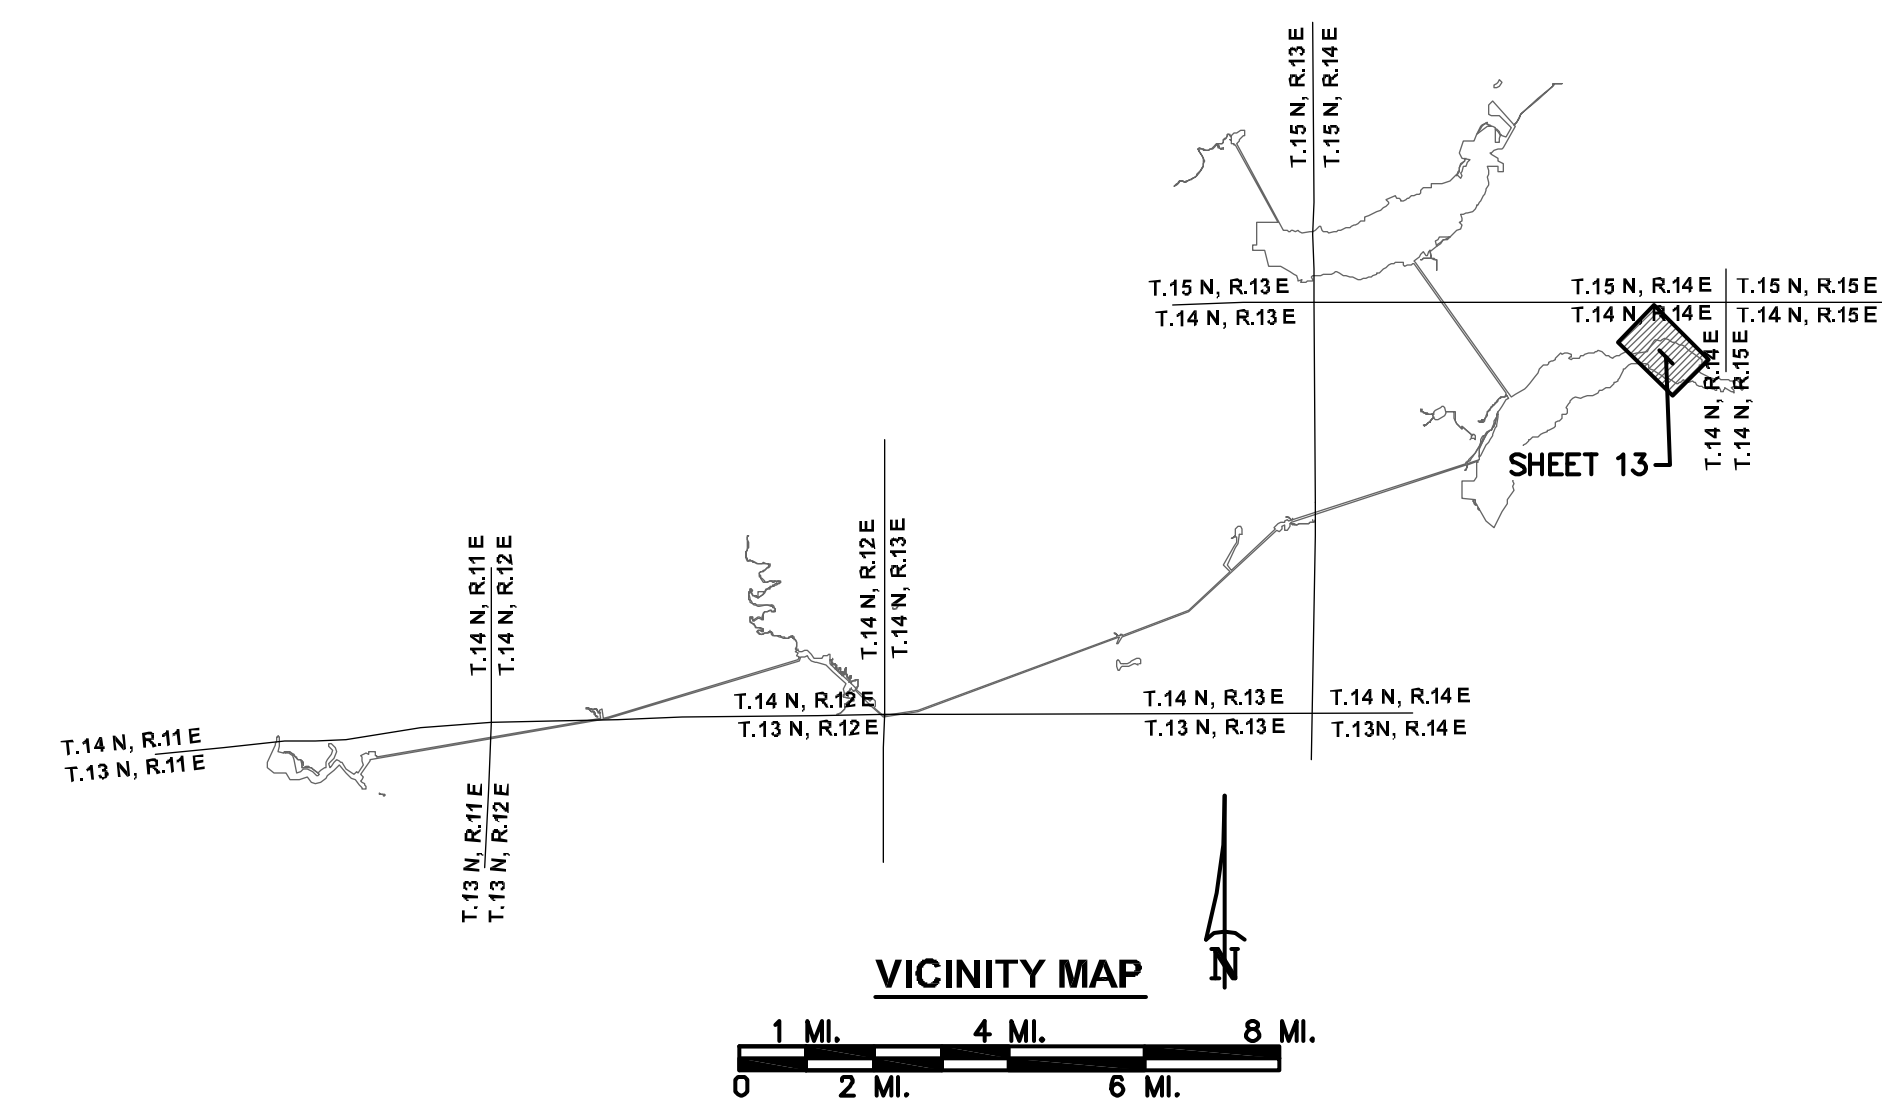 T.15 N, R.13 E
T.15 N, R.14 E
T.15 N, R.13 E
T.14 N, R.13 E
T.15 N, R.14 E
T.14 N, R.14 E
T.15 N, R.15 E
T.14 N, R.15 E
T.14 N, R.14 E
T.14 N, R.15 E
SHEET 13
T.14 N, R.11 E
T.14 N, R.12 E
T.14 N, R.12 E
T.14 N, R.13 E
T.14 N, R.11 E
T.13 N, R.11 E
T.14 N, R.12 E
T.13 N, R.12 E
T.14 N, R.13 E
T.13 N, R.13 E
T.14 N, R.14 E
T.13N, R.14 E
T.13 N, R.11 E
T.13 N, R.12 E
N
VICINITY MAP
1 MI. 4 MI. 8 MI.
0 2 MI. 6 MI.